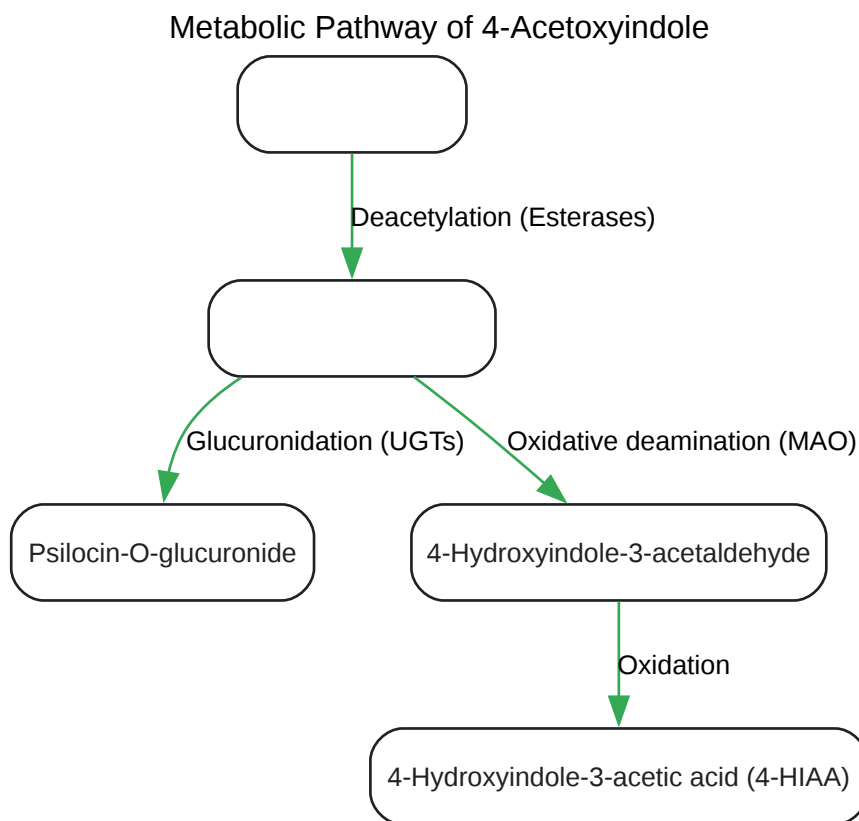 Metabolic Pathway of 4-Acetoxyindole
Deacetylation (Esterases)
Glucuronidation (UGTs)
Oxidative deamination (MAO)
Psilocin-O-glucuronide
4-Hydroxyindole-3-acetaldehyde
Oxidation
4-Hydroxyindole-3-acetic acid (4-HIAA)